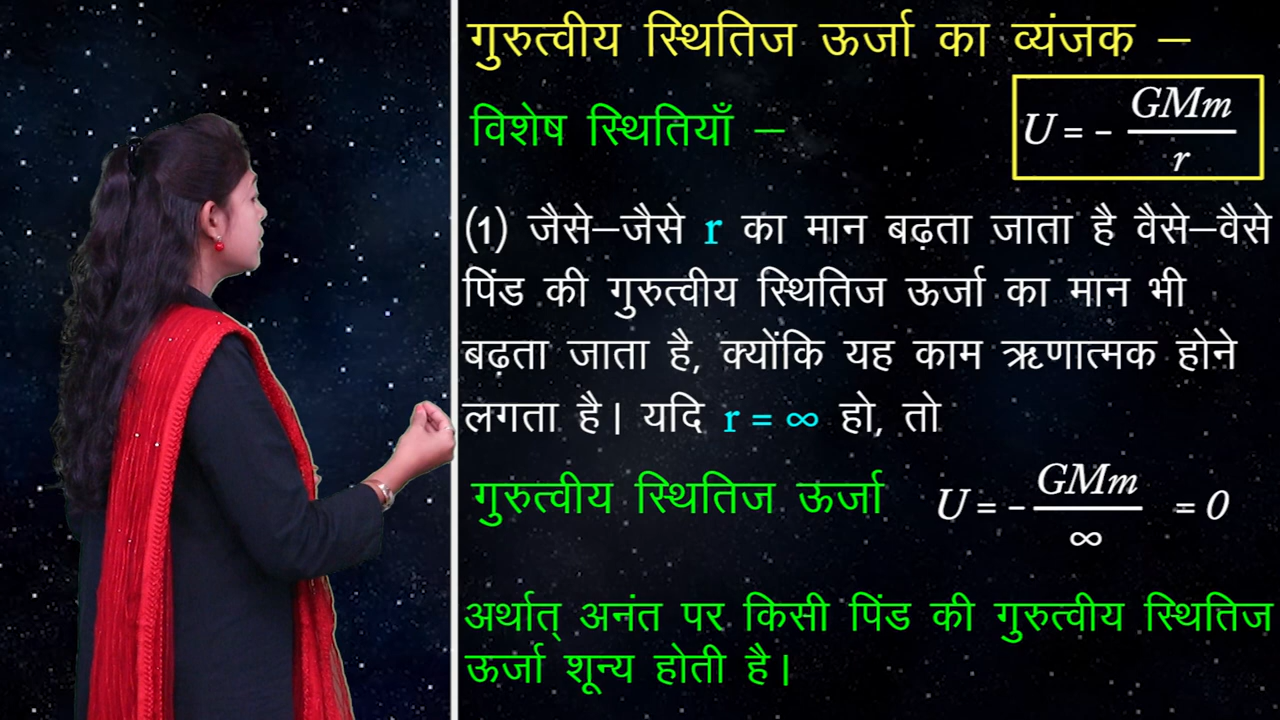 गुरुत्वीय स्थितिज ऊर्जा का व्यंजक –
विशेष स्थितियाँ –
U = - GMm / r
(1) जैसे–जैसे r का मान बढ़ता जाता है वैसे–वैसे
पिंड की गुरुत्वीय स्थितिज ऊर्जा का मान भी
बढ़ता जाता है, क्योंकि यह काम ऋणात्मक होने
लगता है। यदि r = ∞ हो, तो
गुरुत्वीय स्थितिज ऊर्जा U = - GMm / ∞ = 0
अर्थात् अनंत पर किसी पिंड की गुरुत्वीय स्थितिज
ऊर्जा शून्य होती है।